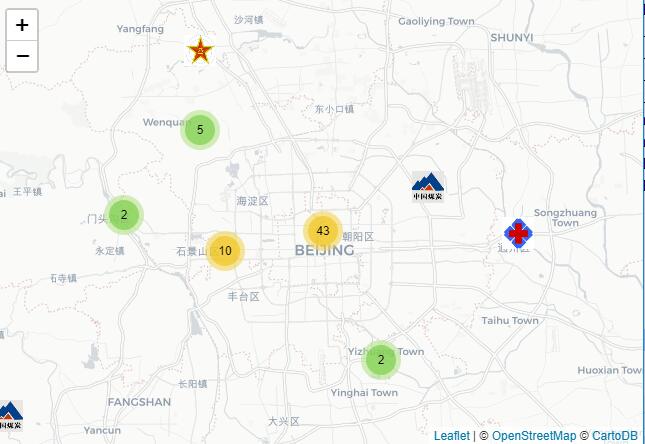 +
−
沙河镇
Yangfang
Gaoliying Town
SHUNYI
东小口镇
Wenquan
5
王平镇
海淀区
中国煤炭
2
门头
Songzhuang
Town
43
朝阳区
永定镇
石景山
10
BEIJING
通州区
石寺镇
丰台区
Taihu Town
2
Yizhuang Town
Huoxian Town
长阳镇
Yinghai Town
FANGSHAN
中国煤炭
大兴区
Yancun
Leaflet | © OpenStreetMap © CartoDB